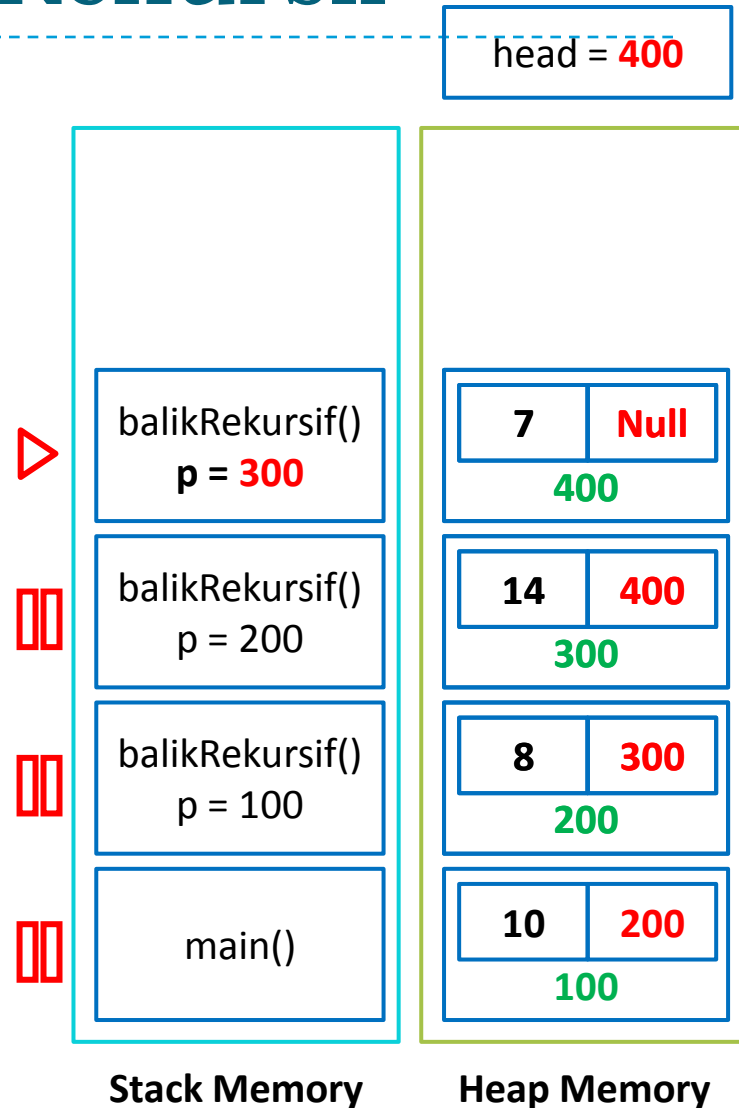 head = 400
balikRekursif()
p = 300
7 Null
400
balikRekursif()
p = 200
14 400
300
balikRekursif()
p = 100
8 300
200
main()
10 200
100
Stack Memory
Heap Memory